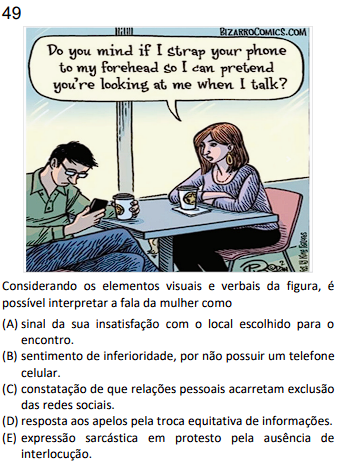 49
BIZARROCOMICS.COM
Do you mind if I strap your phone
to my forehead so I can pretend
you're looking at me when I talk?
Considerando os elementos visuais e verbais da figura, é
possível interpretar a fala da mulher como
(A) sinal da sua insatisfação com o local escolhido para o
encontro.
(B) sentimento de inferioridade, por não possuir um telefone
celular.
(C) constatação de que relações pessoais acarretam exclusão
das redes sociais.
(D) resposta aos apelos pela troca equitativa de informações.
(E) expressão sarcástica em protesto pela ausência de
interlocução.